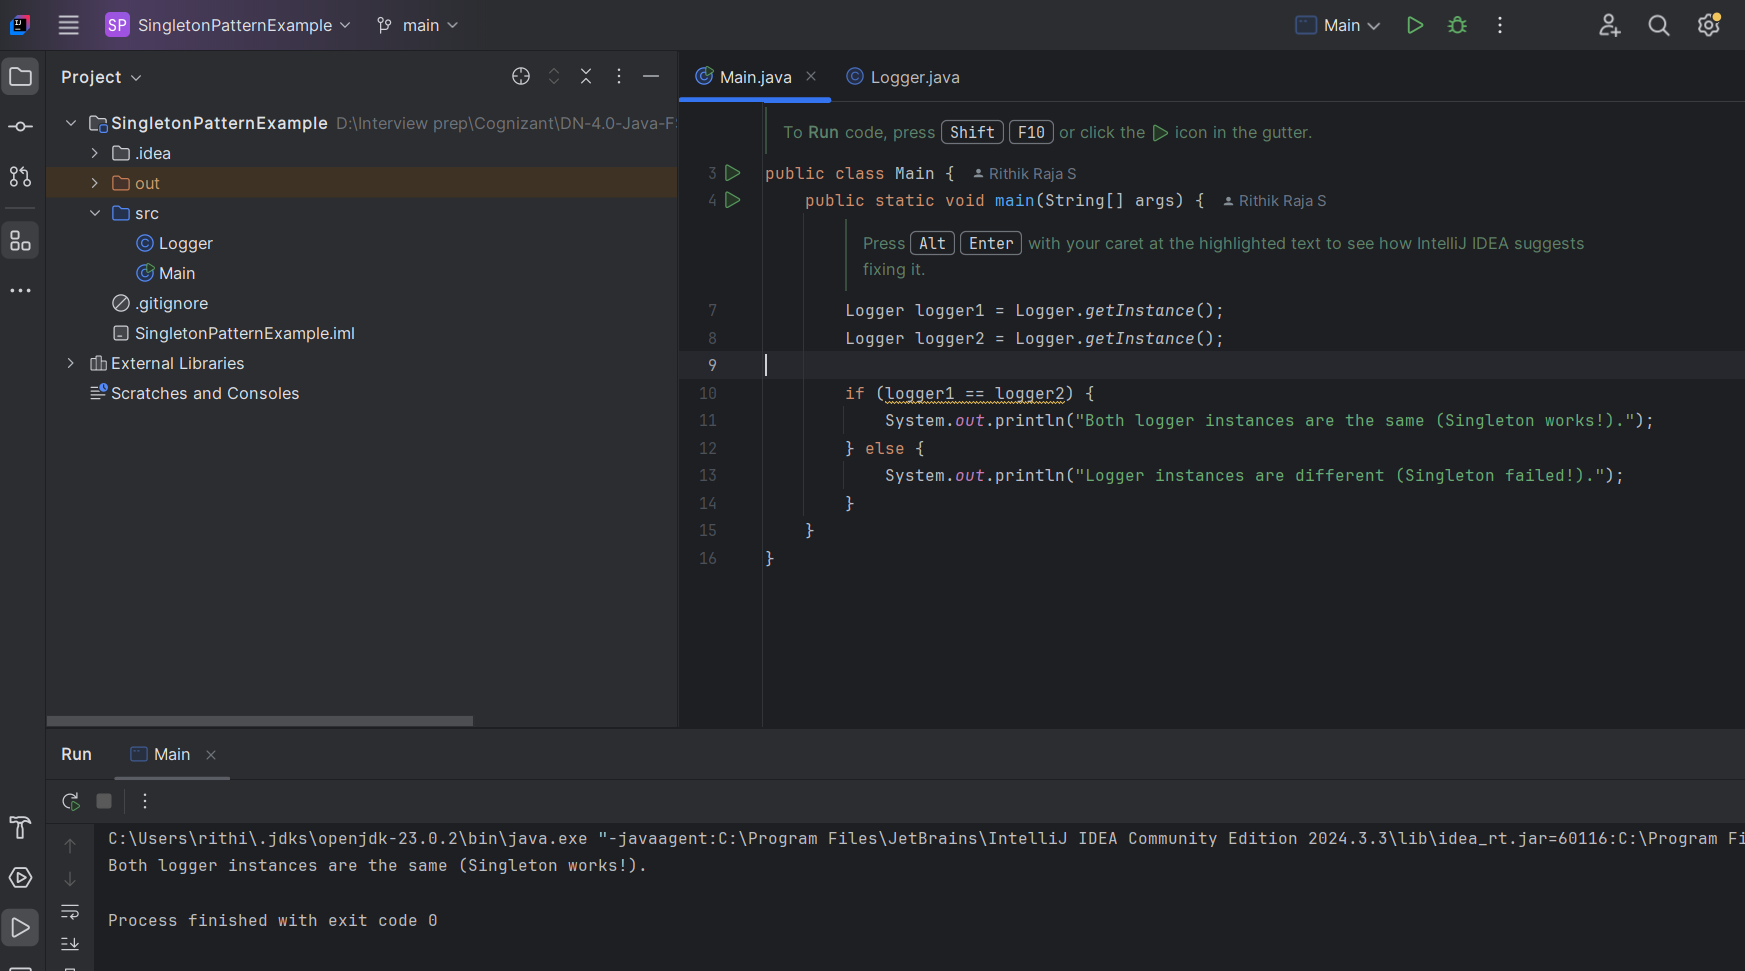 SP SingletonPatternExample main Main
Project
Main.java
Logger.java
SingletonPatternExample D:\Interview prep\Cognizant\DN-4.0-Java-F
.idea
out
src
Logger
Main
.gitignore
SingletonPatternExample.iml
External Libraries
Scratches and Consoles
To Run code, press Shift F10 or click the icon in the gutter.
3 public class Main { Rithik Raja S
4 public static void main(String[] args) { Rithik Raja S
Press Alt Enter with your caret at the highlighted text to see how IntelliJ IDEA suggests
fixing it.
7 Logger logger1 = Logger.getInstance();
8 Logger logger2 = Logger.getInstance();
9
10 if (logger1 == logger2) {
11 System.out.println("Both logger instances are the same (Singleton works!).");
12 } else {
13 System.out.println("Logger instances are different (Singleton failed!).");
14 }
15 }
16 }
Run Main
C:\Users\rithi\.jdks\openjdk-23.0.2\bin\java.exe "-javaagent:C:\Program Files\JetBrains\IntelliJ IDEA Community Edition 2024.3.3\lib\idea_rt.jar=60116:C:\Program Fi
Both logger instances are the same (Singleton works!).
Process finished with exit code 0